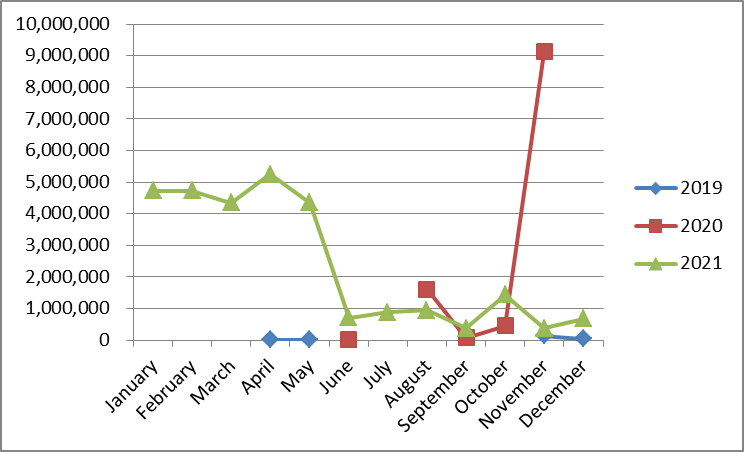 10,000,000
9,000,000
8,000,000
7,000,000
6,000,000
5,000,000
4,000,000
3,000,000
2,000,000
1,000,000
0
January
February
March
April
May
June
July
August
September
October
November
December
2019
2020
2021